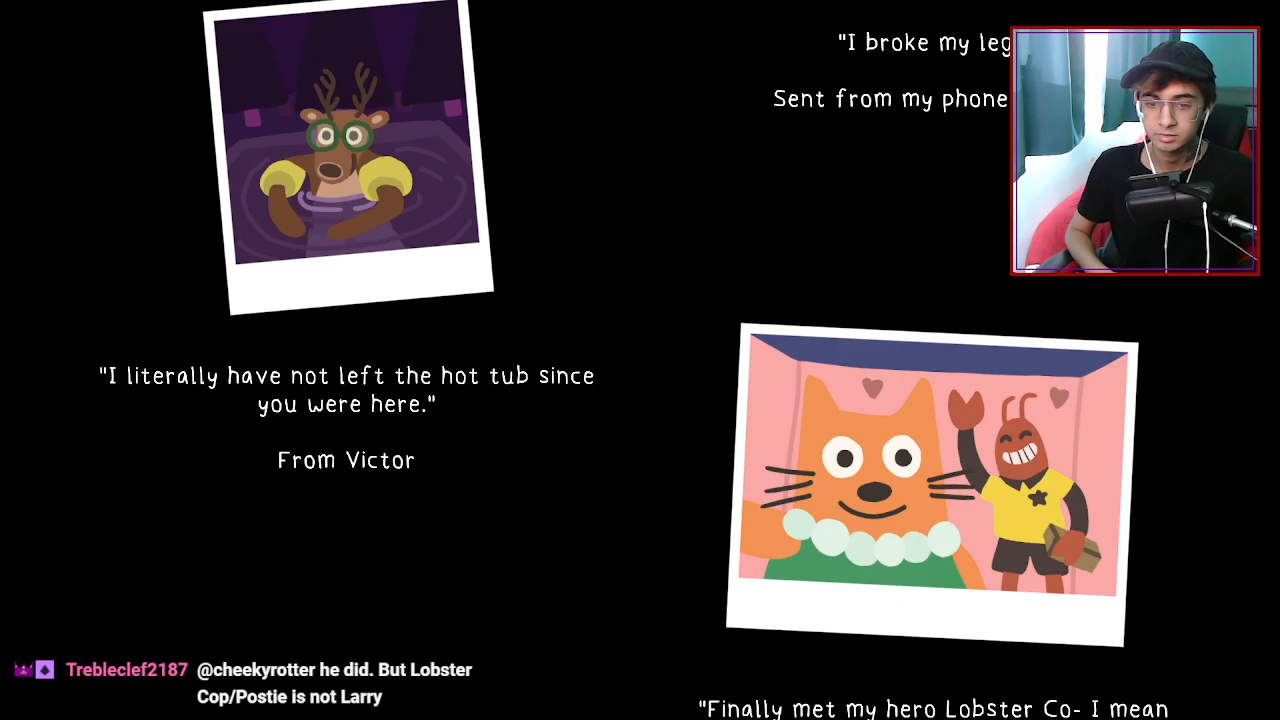 "I broke my leg
Sent from my phone
"I literally have not left the hot tub since
you were here."
From Victor
Trebleclef2187 @cheekyrotter he did. But Lobster
Cop/Postie is not Larry
"Finally met my hero Lobster Co- I mean